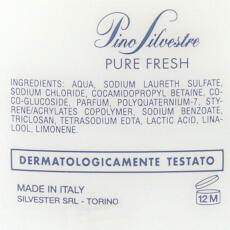 Pino Silvestre
PURE FRESH
INGREDIENTS: AQUA, SODIUM LAURETH SULFATE,
SODIUM CHLORIDE, COCAMIDOPROPYL BETAINE, CO-
CO-GLUCOSIDE, PARFUM, POLYQUATERNIUM-7, STY-
RENE/ACRYLATES COPOLYMER, SODIUM BENZOATE,
TRICLOSAN, TETRASODIUM EDTA, LACTIC ACID, LINA-
LOOL, LIMONENE.
DERMATOLOGICAMENTE TESTATO
MADE IN ITALY
SILVESTER SRL - TORINO
12 M